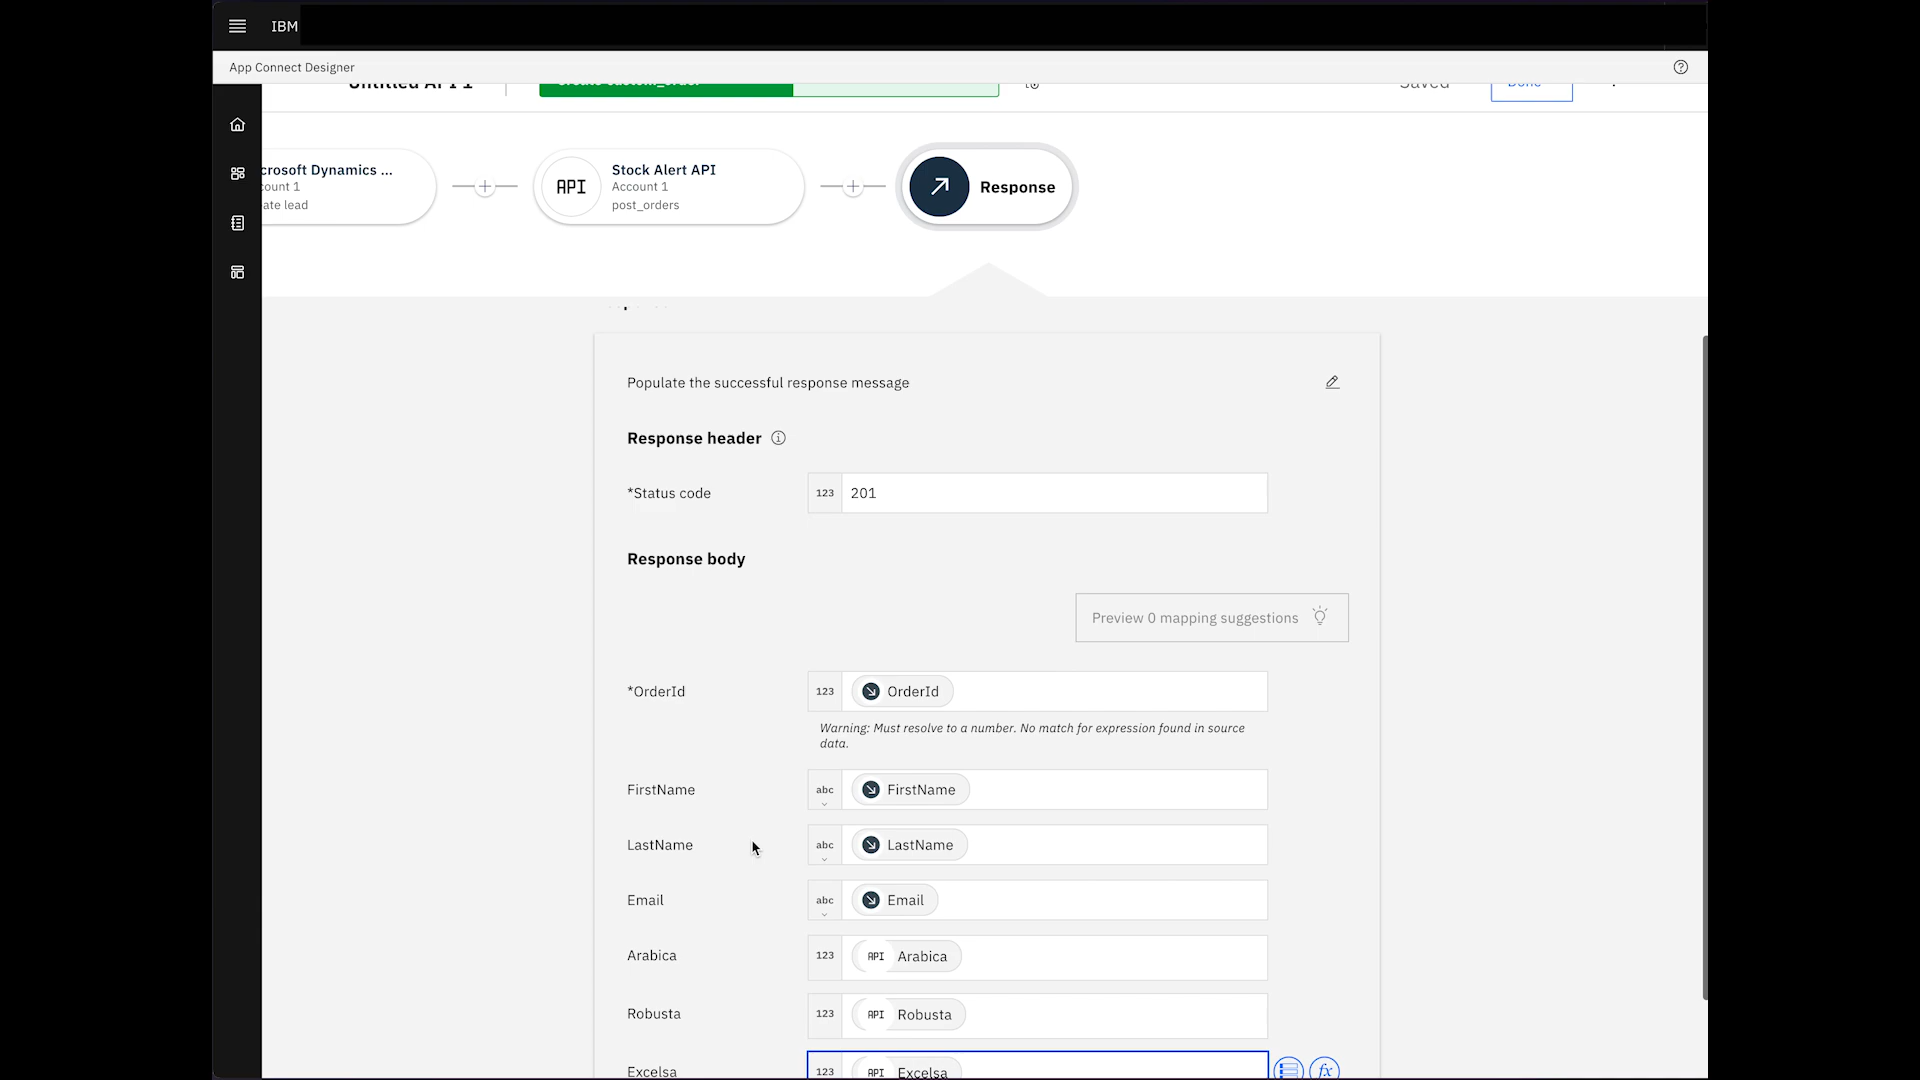 IBM
App Connect Designer
Untitled API 1
Create custom_order
Saved
Done
crosoft Dynamics ...
count 1
ate lead
API
Stock Alert API
Account 1
post_orders
Response
Populate the successful response message
Response header
*Status code
123
201
Response body
Preview 0 mapping suggestions
*OrderId
123
OrderId
Warning: Must resolve to a number. No match for expression found in source
data.
FirstName
abc
FirstName
LastName
abc
LastName
Email
abc
Email
Arabica
123
API
Arabica
Robusta
123
API
Robusta
Excelsa
123
API
Excelsa
fx